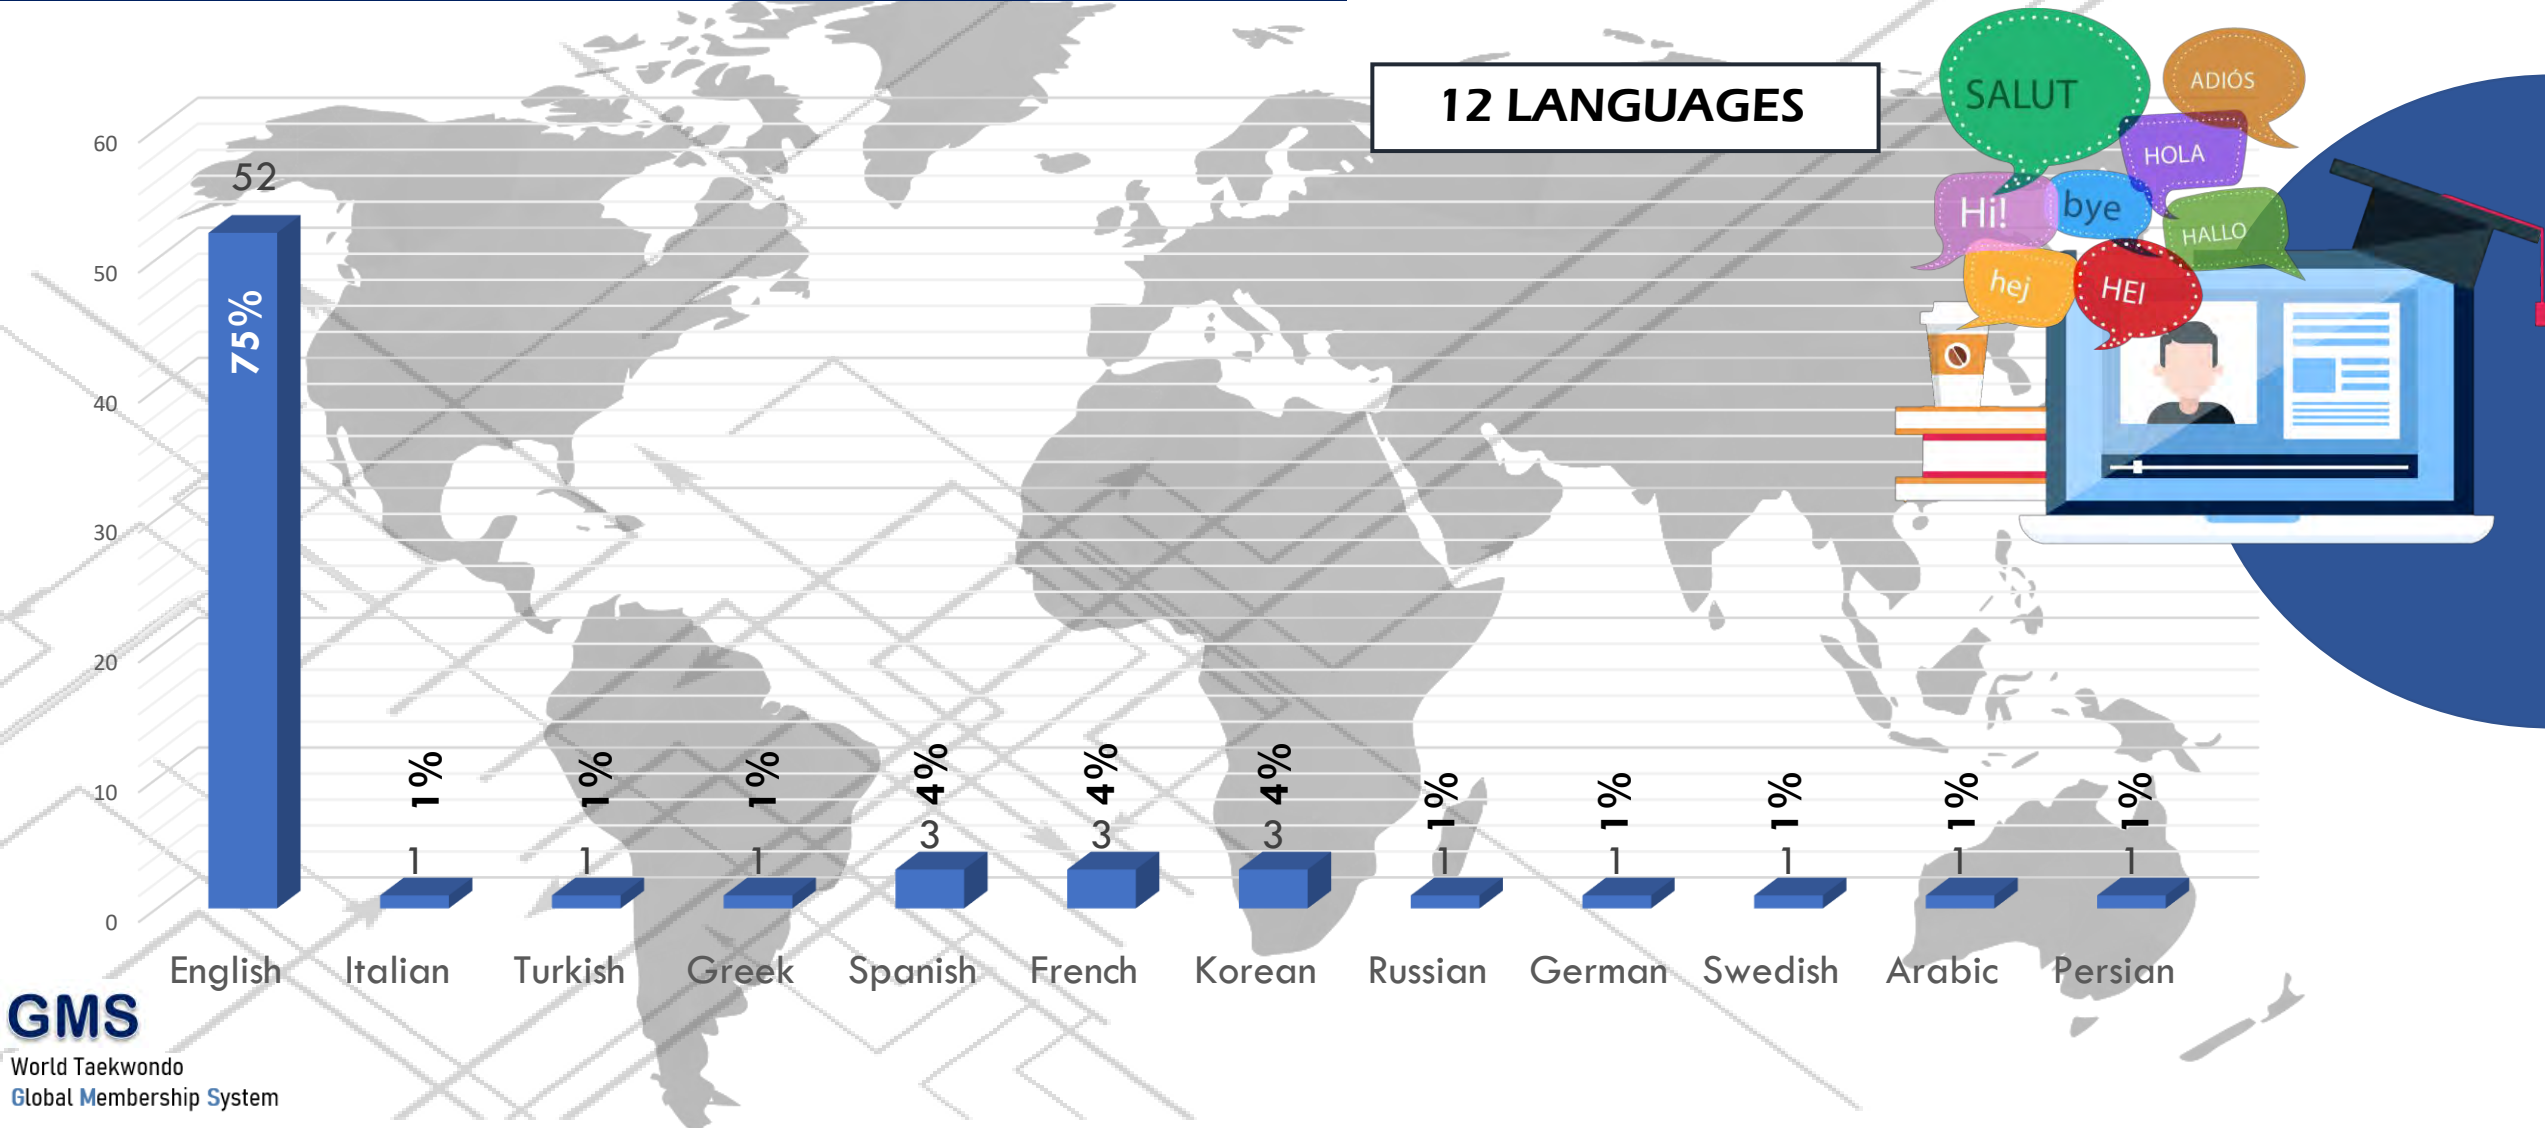 12 LANGUAGES
SALUT
ADIÓS
HOLA
Hi!
bye
HALLO
hej
HEI
60
50
40
30
20
10
0
52
75%
1%
1%
1%
4%
4%
4%
1%
1%
1%
1%
1%
1
1
1
3
3
3
1
1
1
1
1
English Italian Turkish Greek Spanish French Korean Russian German Swedish Arabic Persian
GMS
World Taekwondo
Global Membership System